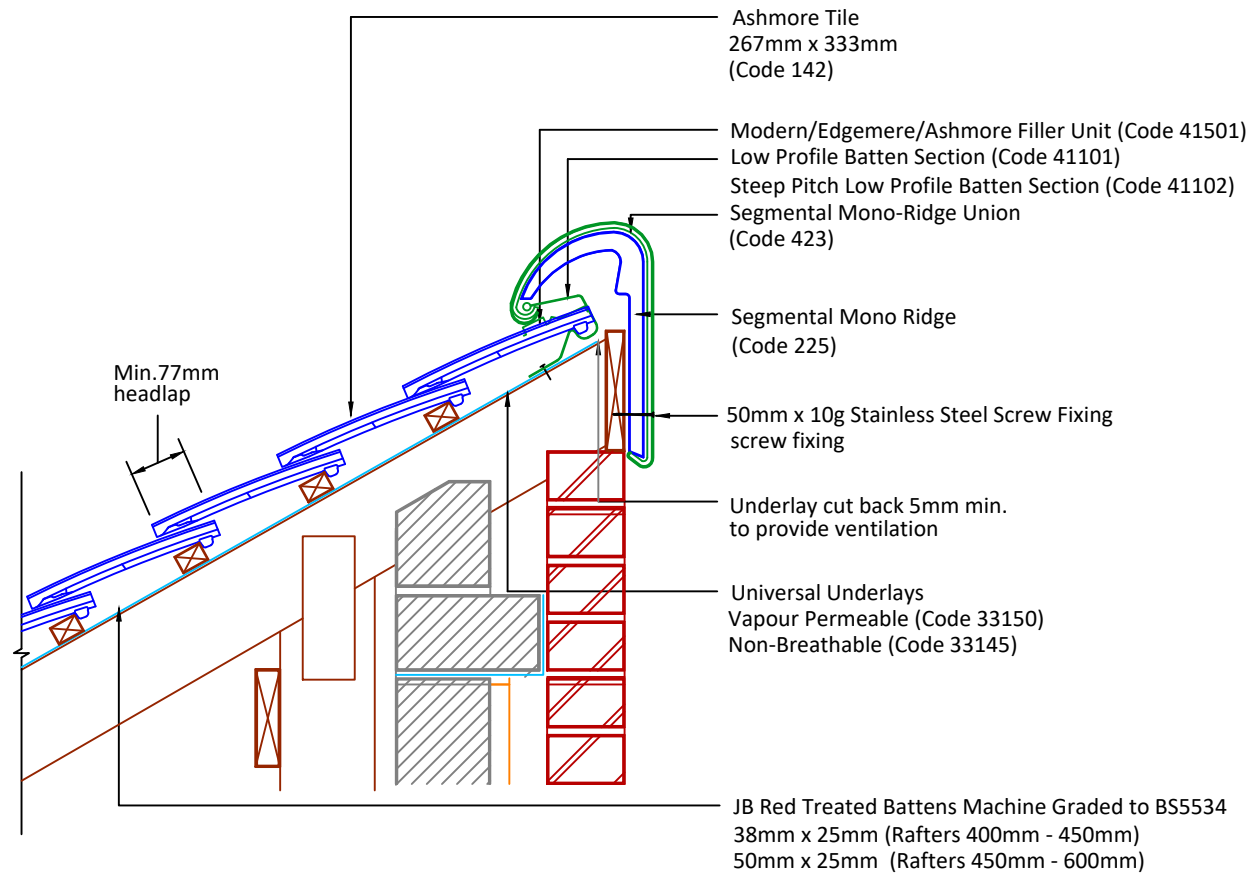 Ashmore Tile
267mm x 333mm
(Code 142)
Modern/Edgemere/Ashmore Filler Unit (Code 41501)
Low Profile Batten Section (Code 41101)
Steep Pitch Low Profile Batten Section (Code 41102)
Segmental Mono-Ridge Union
(Code 423)
Segmental Mono Ridge
(Code 225)
Min.77mm
headlap
50mm x 10g Stainless Steel Screw Fixing
screw fixing
Underlay cut back 5mm min.
to provide ventilation
Universal Underlays
Vapour Permeable (Code 33150)
Non-Breathable (Code 33145)
JB Red Treated Battens Machine Graded to BS5534
38mm x 25mm (Rafters 400mm - 450mm)
50mm x 25mm (Rafters 450mm - 600mm)